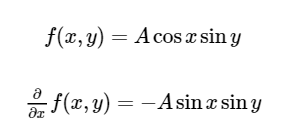 f(x, y) = A cos x sin y
∂/∂x f(x, y) = −A sin x sin y